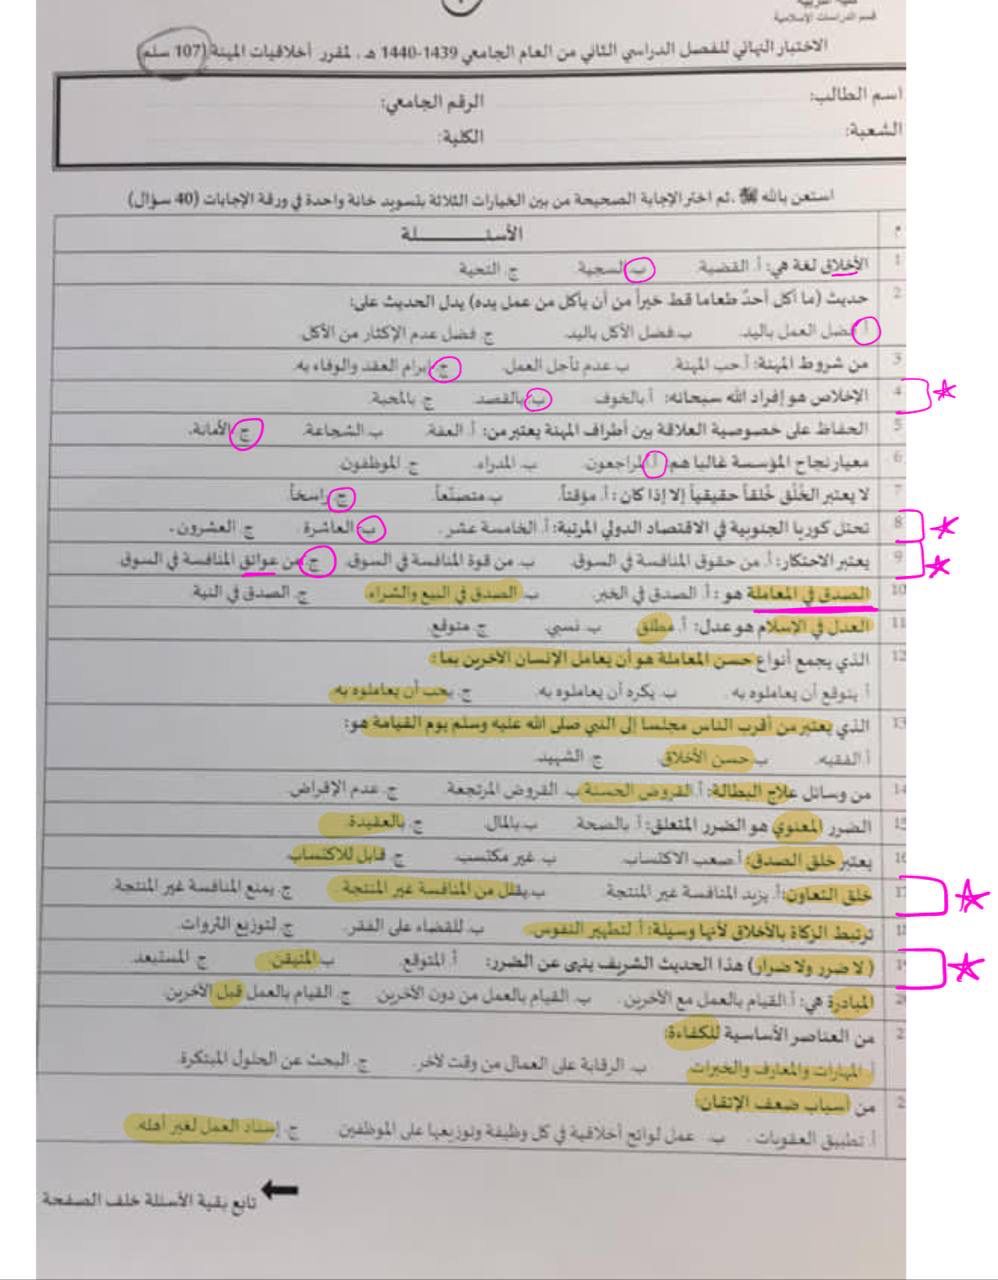 قسم الدراسات الإسلامية
الاختبار النهائي للفصل الدراسي الثاني من العام الجامعي 1439-1440 هـ ، لمقرر أخلاقيات المهنة (107 سلم)
اسم الطالب: الرقم الجامعي:
الشعبة: الكلية:
استعن بالله ،ثم اختر الإجابة الصحيحة من بين الخيارات الثلاثة بتسويد خانة واحدة في ورقة الإجابات (40 سؤال)
م الأسئـــــــــلة
1 الأخلاق لغة هي: أ. القضية ب. السجية ج. التحية
2 حديث (ما أكل أحدٌ طعاما قط خيراً من أن يأكل من عمل يده) يدل الحديث على:
أ فضل العمل باليد. ب. فضل الأكل باليد. ج. فضل عدم الإكثار من الأكل.
3 من شروط المهنة: أ. حب المهنة. ب عدم تأجل العمل. ج. إبرام العقد والوفاء به.
4 الإخلاص هو إفراد الله سبحانه: أ. بالخوف ب. بالقصد ج. بالمحبة.
5 الحفاظ على خصوصية العلاقة بين أطراف المهنة يعتبر من: أ. العفة. ب. الشجاعة. ج. الأمانة.
6 معيار نجاح المؤسسة غالبا هم: أ. المراجعون. ب. المدراء. ج. الموظفون
7 لا يعتبر الخُلُق خُلقاً حقيقياً إلا إذا كان: أ. مؤقتاً. ب متصنّعاً ج. راسخاً.
8 تحتل كوريا الجنوبية في الاقتصاد الدولي المرتبة: أ. الخامسة عشر. ب. العاشرة ج. العشرون.
9 يعتبر الاحتكار: أ. من حقوق المنافسة في السوق. ب. من قوة المنافسة في السوق. ج. من عوائق المنافسة في السوق.
10 الصدق في المعاملة هو: أ. الصدق في الخبر. ب. الصدق في البيع والشراء ج. الصدق في النية.
11 العدل في الإسلام هو عدل: أ. مطلق ب. نسبي ج. متوقع
12 الذي يجمع أنواع حسن المعاملة هو أن يعامل الإنسان الآخرين بما:
أ يتوقع أن يعاملوه به. ب. يكره أن يعاملوه به. ج. يحب أن يعاملوه به.
13 الذي يعتبر من أقرب الناس مجلسا إلى النبي صلى الله عليه وسلم يوم القيامة هو:
أ. الفقيه. ب. حسن الأخلاق ج. الشهيد.
14 من وسائل علاج البطالة: أ. القروض الحسنة ب. القروض المرتجعة. ج. عدم الإقراض.
15 الضرر المعنوي هو الضرر المتعلق: أ. بالصحة. ب. بالمال. ج. بالعقيدة.
16 يعتبر خلق الصدق: أ. صعب الاكتساب ب. غير مكتسب ج. قابل للاكتساب
17 خلق التعاون: أ. يزيد المنافسة غير المنتجة ب. يقلل من المنافسة غير المنتجة ج. يمنع المنافسة غير المنتجة.
18 ترتبط الزكاة بالأخلاق لأنها وسيلة: أ. لتطهير النفوس. ب. للقضاء على الفقر. ج. لتوزيع الثروات.
19 (لا ضرر ولا ضرار) هذا الحديث الشريف ينهى عن الضرر: أ. المتوقع ب. المتيقن ج. المستبعد.
20 المبادرة هي: أ. القيام بالعمل مع الآخرين. ب. القيام بالعمل من دون الآخرين ج. القيام بالعمل قبل الآخرين.
2 من العناصر الأساسية للكفاءة:
أ. المهارات والمعارف والخبرات ب. الرقابة على العمال من وقت لآخر. ج. البحث عن الحلول المبتكرة.
2 من أسباب ضعف الإتقان:
أ. تطبيق العقوبات ب. عمل لوائح أخلاقية في كل وظيفة وتوزيعها على الموظفين ج. إسناد العمل لغير أهله.
تابع بقية الأسئلة خلف الصفحة